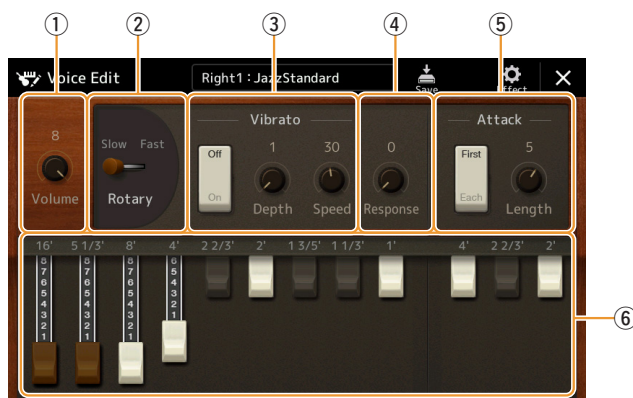 ① ② ③ ④ ⑤
Voice Edit Right1 : JazzStandard Save Effect
Vibrato Attack
8 Slow Fast Off 1 30 0 First 5
On Each
Volume Rotary Depth Speed Response Length
16' 5 1/3' 8' 4' 2 2/3' 2' 1 3/5' 1 1/3' 1' 4' 2 2/3' 2'
8 8 8
7 7 7 6
6 6 6 5
5 5 5 4
4 4 4 3
3 3 3 2
2 2 2 1
1 1 1
⑥